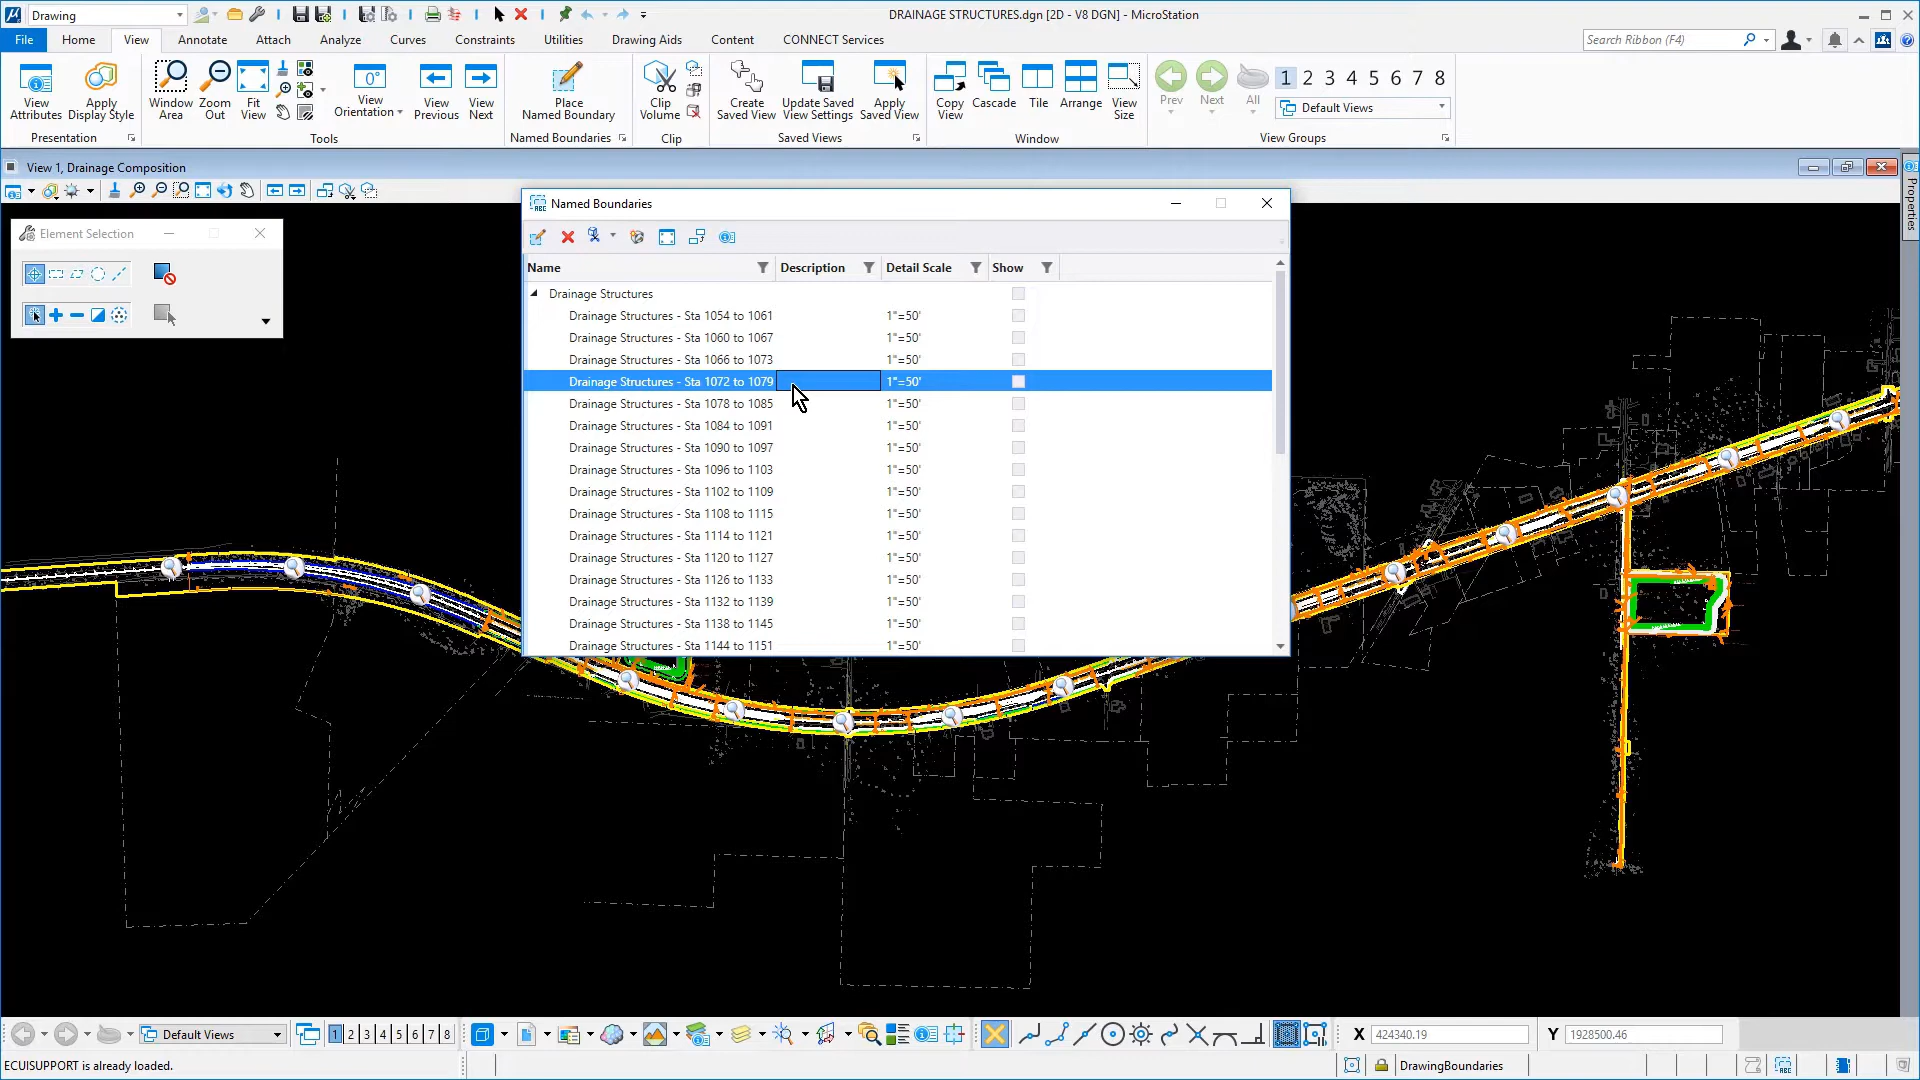 Drawing
DRAINAGE STRUCTURES.dgn [2D - V8 DGN] - MicroStation
File Home View Annotate Attach Analyze Curves Constraints Utilities Drawing Aids Content CONNECT Services
Search Ribbon (F4)
View Attributes
Apply Display Style
Window Area
Zoom Out
Fit View
View Orientation
View Previous
View Next
Place Named Boundary
Clip Volume
Create Saved View
Update Saved View Settings
Apply Saved View
Copy View
Cascade
Tile
Arrange
View Size
Prev
Next
All
1 2 3 4 5 6 7 8
Default Views
Presentation
Tools
Named Boundaries
Clip
Saved Views
Window
View Groups
View 1, Drainage Composition
Properties
Element Selection
Named Boundaries
Name Description Detail Scale Show
Drainage Structures
Drainage Structures - Sta 1054 to 1061 1"=50'
Drainage Structures - Sta 1060 to 1067 1"=50'
Drainage Structures - Sta 1066 to 1073 1"=50'
Drainage Structures - Sta 1072 to 1079 1"=50'
Drainage Structures - Sta 1078 to 1085 1"=50'
Drainage Structures - Sta 1084 to 1091 1"=50'
Drainage Structures - Sta 1090 to 1097 1"=50'
Drainage Structures - Sta 1096 to 1103 1"=50'
Drainage Structures - Sta 1102 to 1109 1"=50'
Drainage Structures - Sta 1108 to 1115 1"=50'
Drainage Structures - Sta 1114 to 1121 1"=50'
Drainage Structures - Sta 1120 to 1127 1"=50'
Drainage Structures - Sta 1126 to 1133 1"=50'
Drainage Structures - Sta 1132 to 1139 1"=50'
Drainage Structures - Sta 1138 to 1145 1"=50'
Drainage Structures - Sta 1144 to 1151 1"=50'
Default Views 1 2 3 4 5 6 7 8 X 424340.19 Y 1928500.46
ECUISUPPORT is already loaded. DrawingBoundaries